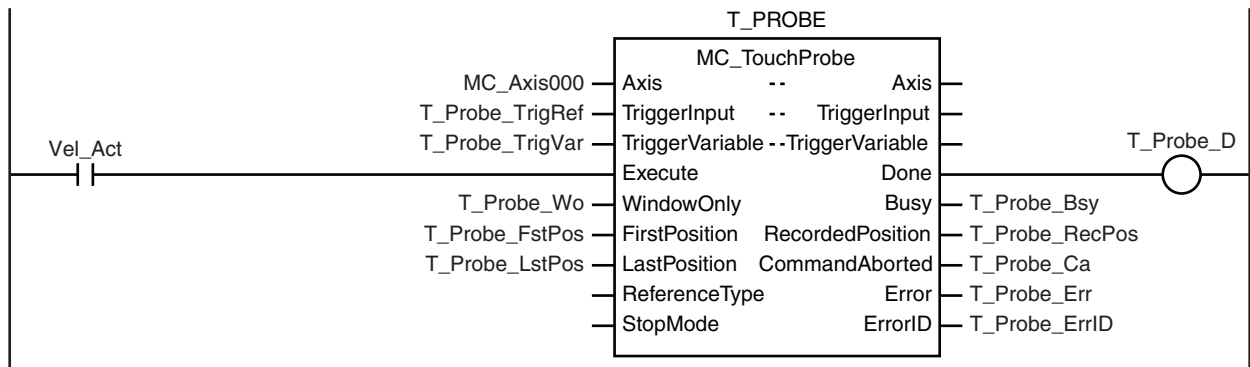 T_PROBE
MC_TouchProbe
MC_Axis000 Axis -- Axis
T_Probe_TrigRef TriggerInput -- TriggerInput
T_Probe_TrigVar TriggerVariable --TriggerVariable
Vel_Act T_Probe_D
Execute Done
T_Probe_Wo WindowOnly Busy T_Probe_Bsy
T_Probe_FstPos FirstPosition RecordedPosition T_Probe_RecPos
T_Probe_LstPos LastPosition CommandAborted T_Probe_Ca
ReferenceType Error T_Probe_Err
StopMode ErrorID T_Probe_ErrID